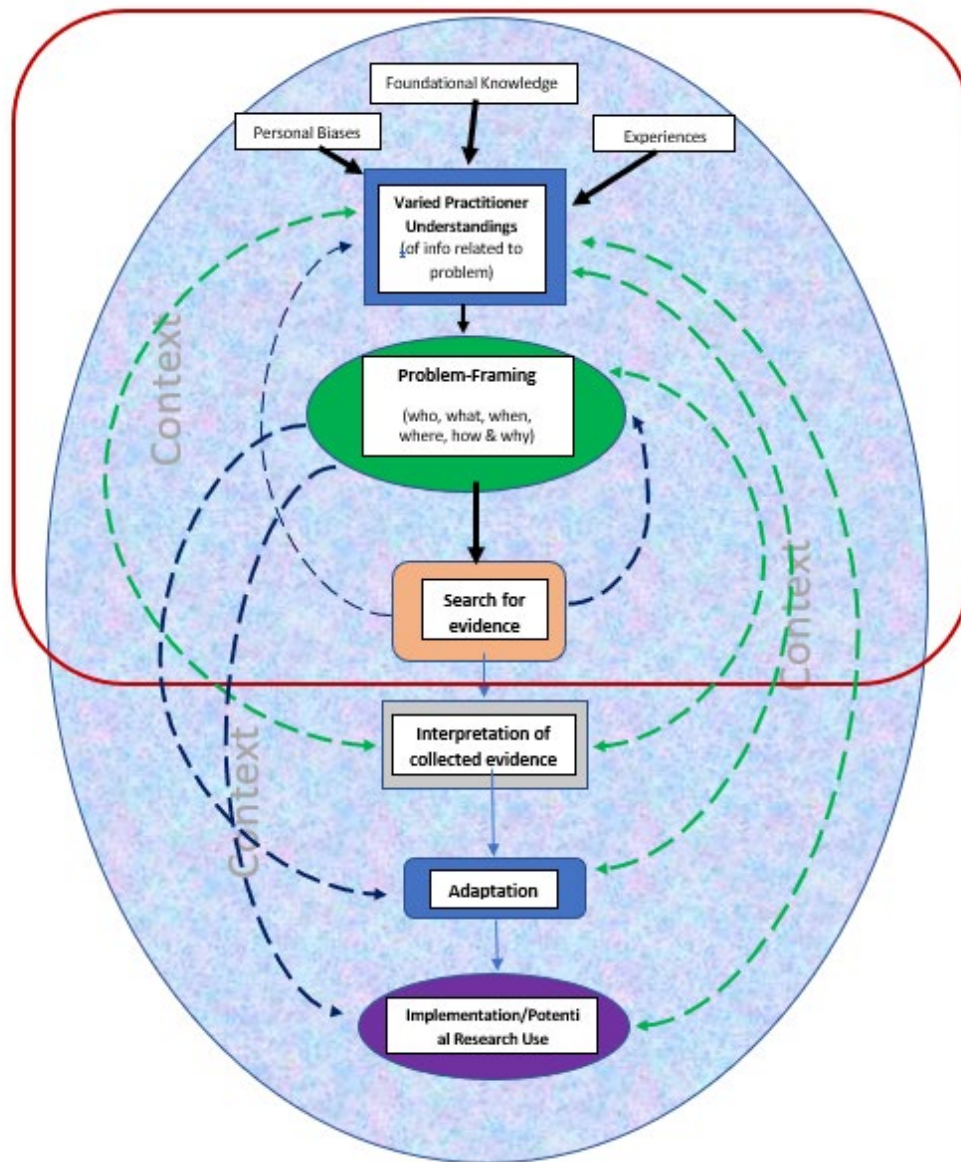 Foundational Knowledge
Personal Biases
Experiences
Varied Practitioner
Understandings
(of info related to
problem)
Problem-Framing
(who, what, when,
where, how & why)
Context
Search for
evidence
Context
Interpretation of
collected evidence
Context
Adaptation
Implementation/Potenti
al Research Use